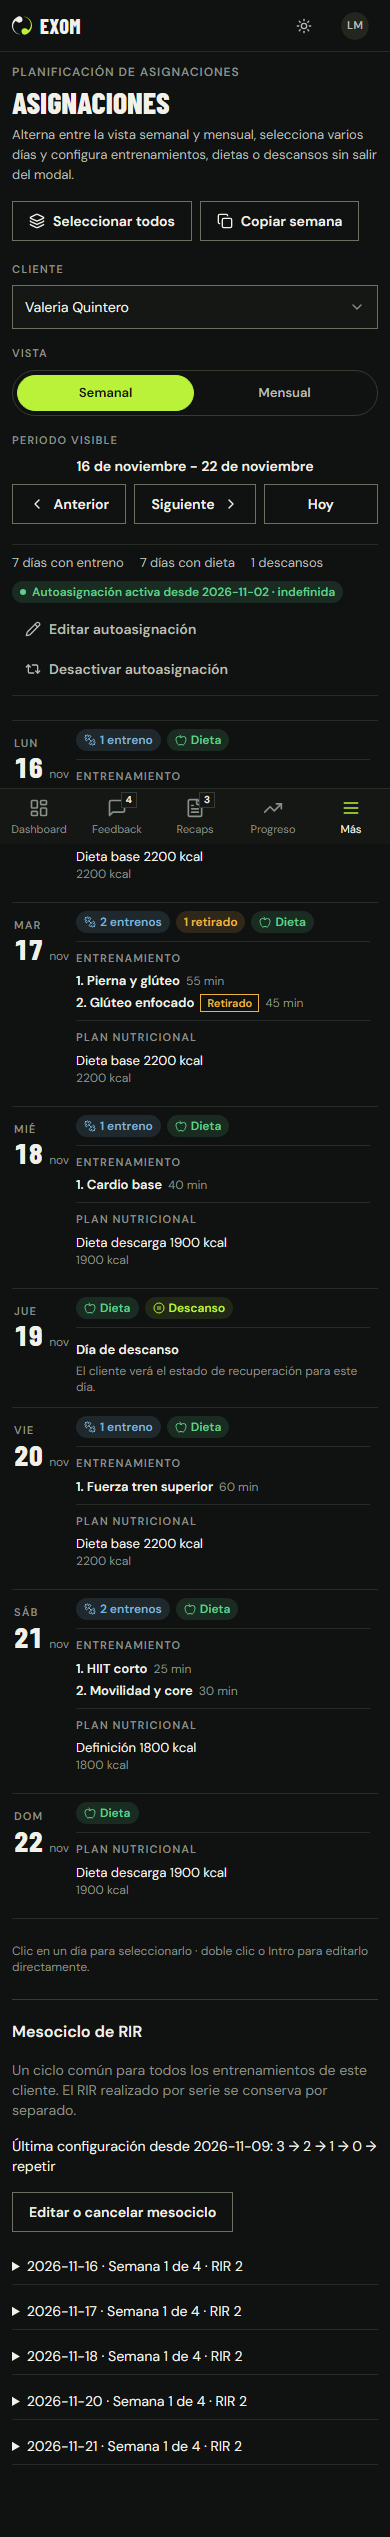 EXOM
LM
PLANIFICACIÓN DE ASIGNACIONES
ASIGNACIONES
Alterna entre la vista semanal y mensual, selecciona varios
días y configura entrenamientos, dietas o descansos sin salir
del modal.
Seleccionar todos
Copiar semana
CLIENTE
Valeria Quintero
VISTA
Semanal
Mensual
PERIODO VISIBLE
16 de noviembre - 22 de noviembre
Anterior
Siguiente
Hoy
7 días con entreno 7 días con dieta 1 descansos
Autoasignación activa desde 2026-11-02 · indefinida
Editar autoasignación
Desactivar autoasignación
LUN
16 nov
1 entreno Dieta
ENTRENAMIENTO
4
3
Dashboard Feedback Recaps Progreso Más
Dieta base 2200 kcal
2200 kcal
MAR
17 nov
2 entrenos 1 retirado Dieta
ENTRENAMIENTO
1. Pierna y glúteo 55 min
2. Glúteo enfocado Retirado 45 min
PLAN NUTRICIONAL
Dieta base 2200 kcal
2200 kcal
MIÉ
18 nov
1 entreno Dieta
ENTRENAMIENTO
1. Cardio base 40 min
PLAN NUTRICIONAL
Dieta descarga 1900 kcal
1900 kcal
JUE
19 nov
Dieta Descanso
Día de descanso
El cliente verá el estado de recuperación para este
día.
VIE
20 nov
1 entreno Dieta
ENTRENAMIENTO
1. Fuerza tren superior 60 min
PLAN NUTRICIONAL
Dieta base 2200 kcal
2200 kcal
SÁB
21 nov
2 entrenos Dieta
ENTRENAMIENTO
1. HIIT corto 25 min
2. Movilidad y core 30 min
PLAN NUTRICIONAL
Definición 1800 kcal
1800 kcal
DOM
22 nov
Dieta
PLAN NUTRICIONAL
Dieta descarga 1900 kcal
1900 kcal
Clic en un día para seleccionarlo · doble clic o Intro para editarlo
directamente.
Mesociclo de RIR
Un ciclo común para todos los entrenamientos de este
cliente. El RIR realizado por serie se conserva por
separado.
Última configuración desde 2026-11-09: 3 → 2 → 1 → 0 →
repetir
Editar o cancelar mesociclo
▶ 2026-11-16 · Semana 1 de 4 · RIR 2
▶ 2026-11-17 · Semana 1 de 4 · RIR 2
▶ 2026-11-18 · Semana 1 de 4 · RIR 2
▶ 2026-11-20 · Semana 1 de 4 · RIR 2
▶ 2026-11-21 · Semana 1 de 4 · RIR 2